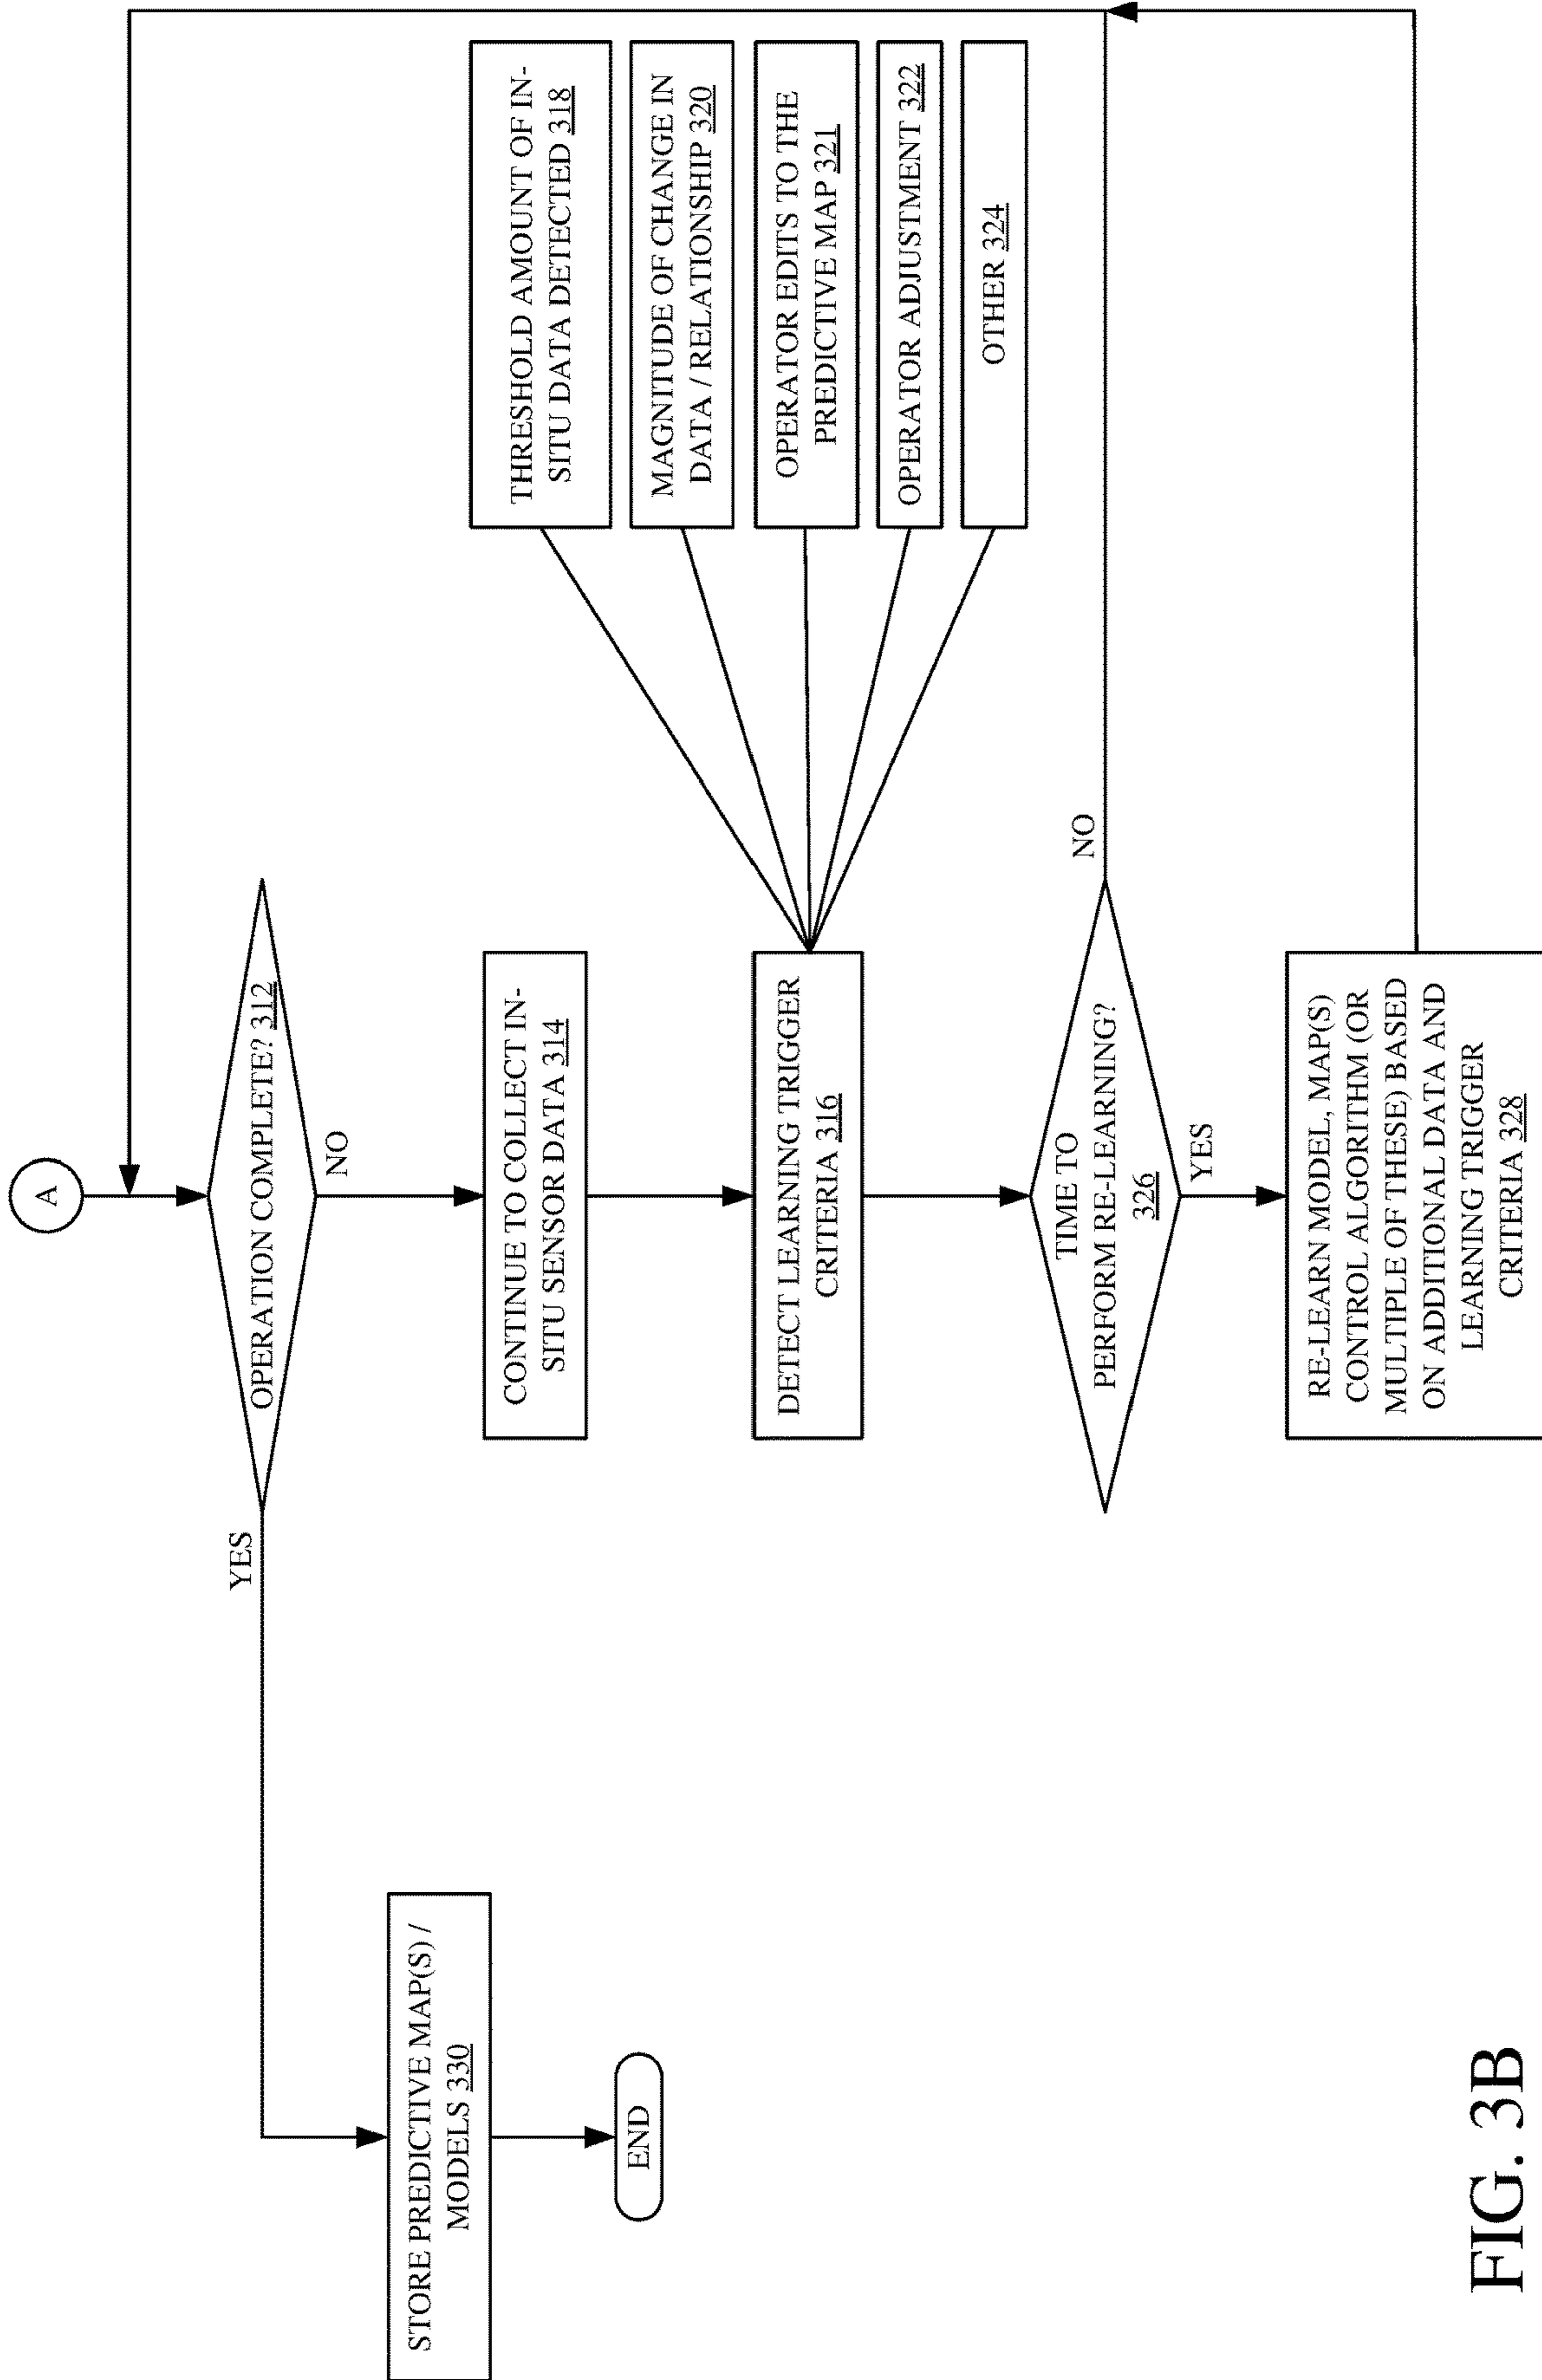 A
OPERATION COMPLETE? 312
YES
NO
CONTINUE TO COLLECT IN-
SITU SENSOR DATA 314
DETECT LEARNING TRIGGER
CRITERIA 316
THRESHOLD AMOUNT OF IN-
SITU DATA DETECTED 318
MAGNITUDE OF CHANGE IN
DATA / RELATIONSHIP 320
OPERATOR EDITS TO THE
PREDICTIVE MAP 321
OPERATOR ADJUSTMENT 322
OTHER 324
TIME TO
PERFORM RE-LEARNING?
326
NO
YES
RE-LEARN MODEL, MAP(S)
CONTROL ALGORITHM (OR
MULTIPLE OF THESE) BASED
ON ADDITIONAL DATA AND
LEARNING TRIGGER
CRITERIA 328
STORE PREDICTIVE MAP(S) /
MODELS 330
END
FIG. 3B